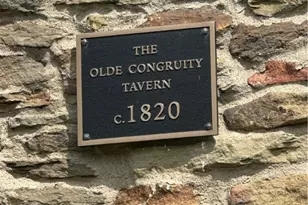 THE
OLDE CONGRUITY
TAVERN
C.1820